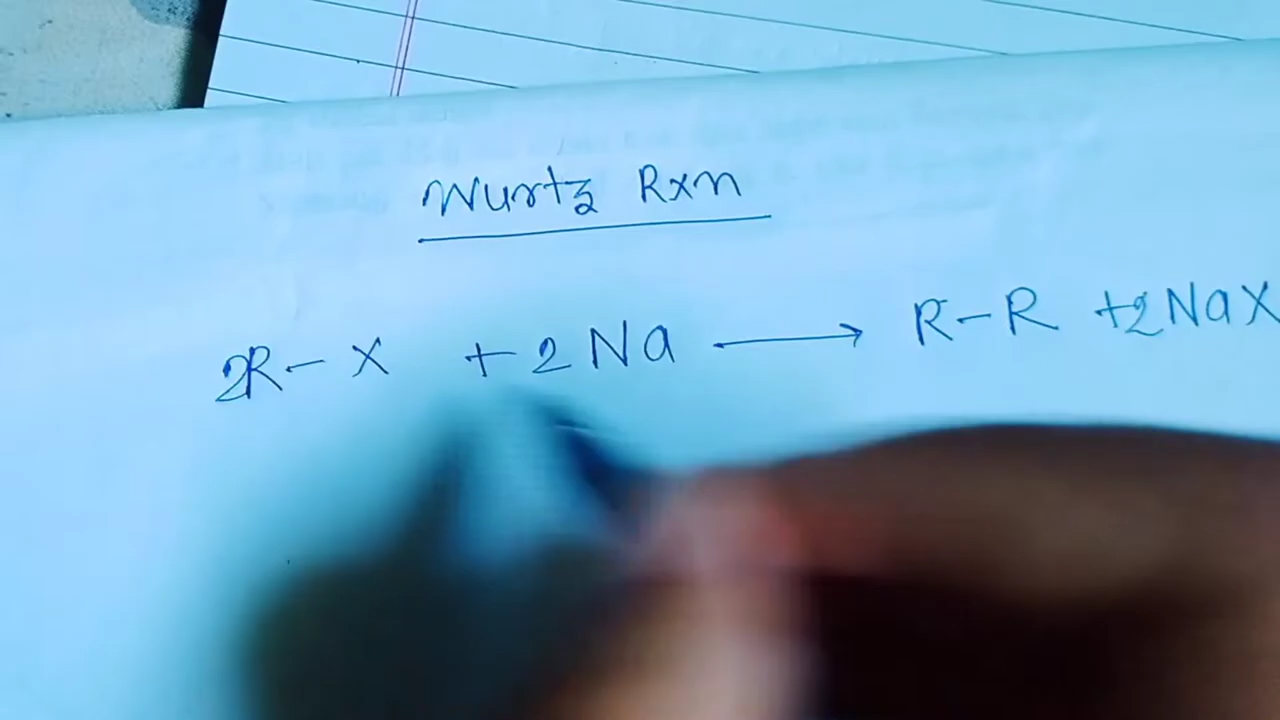 Wurtz Rxn
2R - X + 2Na ⟶ R-R +2NaX